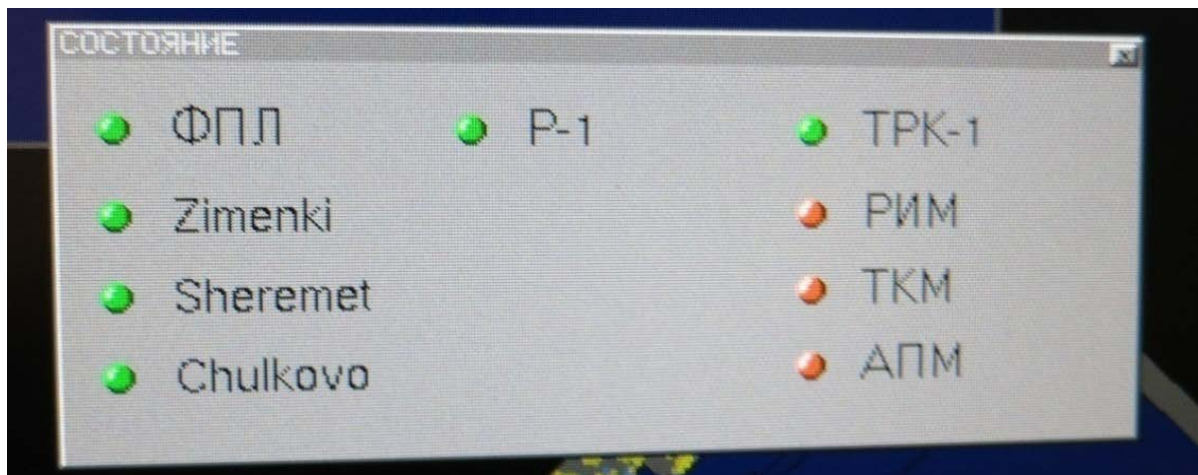 СОСТОЯНИЕ
ФПЛ P-1 ТРК-1
Zimenki РИМ
Sheremet ТКМ
Chulkovo АПМ